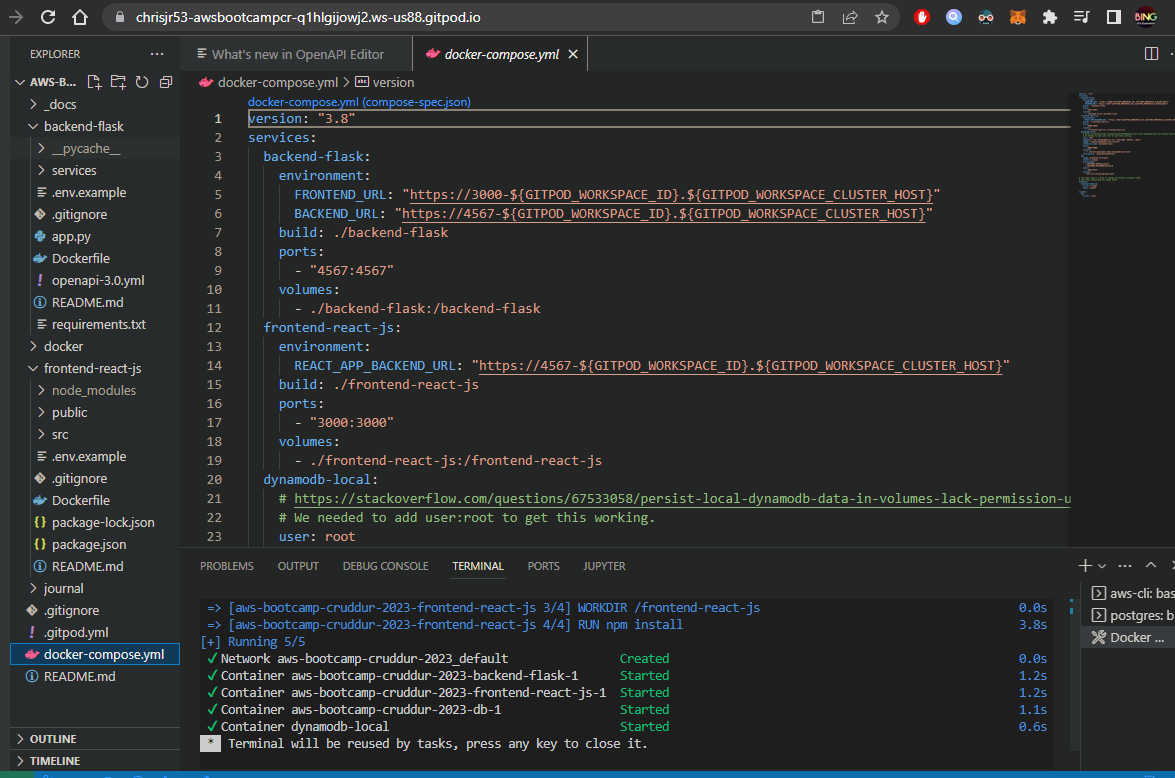 chrisjr53-awsbootcampcr-q1hlgijowj2.ws-us88.gitpod.io
BING
EXPLORER
What's new in OpenAPI Editor
docker-compose.yml
AWS-B...
docker-compose.yml > version
_docs
backend-flask
__pycache__
services
.env.example
.gitignore
app.py
Dockerfile
openapi-3.0.yml
README.md
requirements.txt
docker
frontend-react-js
node_modules
public
src
.env.example
.gitignore
Dockerfile
package-lock.json
package.json
README.md
journal
.gitignore
.gitpod.yml
docker-compose.yml
README.md
OUTLINE
TIMELINE
docker-compose.yml (compose-spec.json)
1 version: "3.8"
2 services:
3 backend-flask:
4 environment:
5 FRONTEND_URL: "https://3000-${GITPOD_WORKSPACE_ID}.${GITPOD_WORKSPACE_CLUSTER_HOST}"
6 BACKEND_URL: "https://4567-${GITPOD_WORKSPACE_ID}.${GITPOD_WORKSPACE_CLUSTER_HOST}"
7 build: ./backend-flask
8 ports:
9 - "4567:4567"
10 volumes:
11 - ./backend-flask:/backend-flask
12 frontend-react-js:
13 environment:
14 REACT_APP_BACKEND_URL: "https://4567-${GITPOD_WORKSPACE_ID}.${GITPOD_WORKSPACE_CLUSTER_HOST}"
15 build: ./frontend-react-js
16 ports:
17 - "3000:3000"
18 volumes:
19 - ./frontend-react-js:/frontend-react-js
20 dynamodb-local:
21 # https://stackoverflow.com/questions/67533058/persist-local-dynamodb-data-in-volumes-lack-permission-u
22 # We needed to add user:root to get this working.
23 user: root
PROBLEMS OUTPUT DEBUG CONSOLE TERMINAL PORTS JUPYTER
=> [aws-bootcamp-cruddur-2023-frontend-react-js 3/4] WORKDIR /frontend-react-js 0.0s
=> [aws-bootcamp-cruddur-2023-frontend-react-js 4/4] RUN npm install 3.8s
[+] Running 5/5
✓Network aws-bootcamp-cruddur-2023_default Created 0.0s
✓Container aws-bootcamp-cruddur-2023-backend-flask-1 Started 1.2s
✓Container aws-bootcamp-cruddur-2023-frontend-react-js-1 Started 1.2s
✓Container aws-bootcamp-cruddur-2023-db-1 Started 1.1s
✓Container dynamodb-local Started 0.6s
* Terminal will be reused by tasks, press any key to close it.
aws-cli: bas
postgres: b
Docker ...